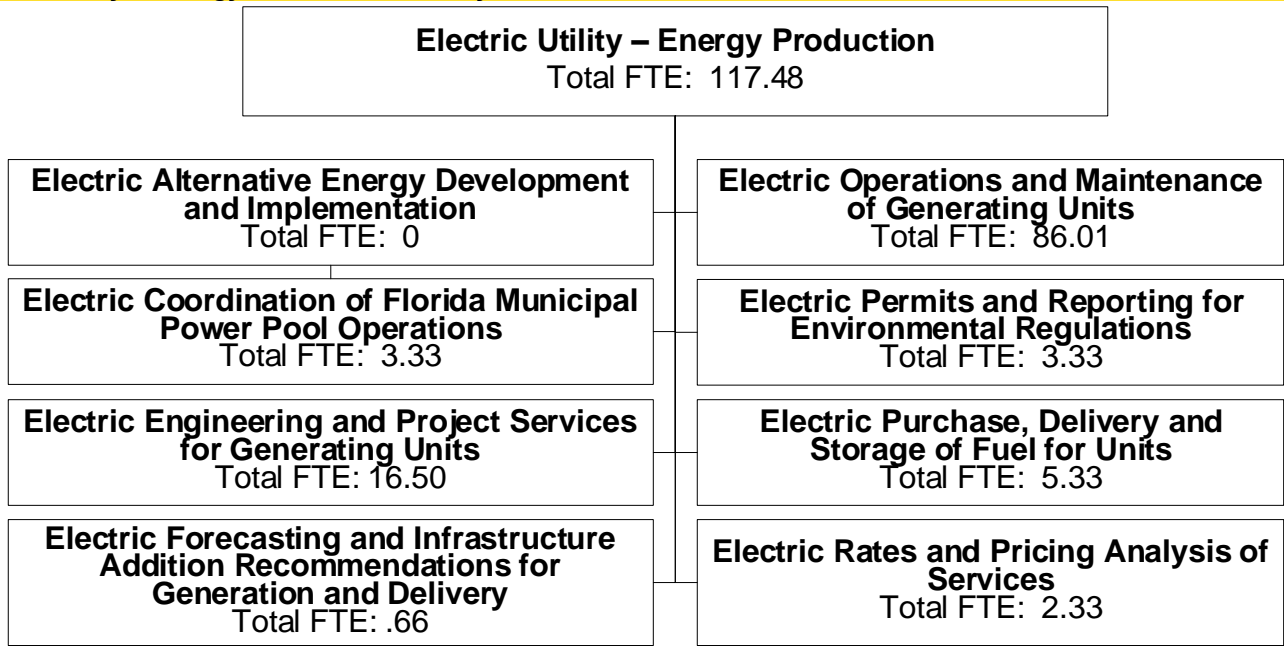 Electric Utility – Energy Production
Total FTE: 117.48
Electric Alternative Energy Development
and Implementation
Total FTE: 0
Electric Operations and Maintenance
of Generating Units
Total FTE: 86.01
Electric Coordination of Florida Municipal
Power Pool Operations
Total FTE: 3.33
Electric Permits and Reporting for
Environmental Regulations
Total FTE: 3.33
Electric Engineering and Project Services
for Generating Units
Total FTE: 16.50
Electric Purchase, Delivery and
Storage of Fuel for Units
Total FTE: 5.33
Electric Forecasting and Infrastructure
Addition Recommendations for
Generation and Delivery
Total FTE: .66
Electric Rates and Pricing Analysis of
Services
Total FTE: 2.33